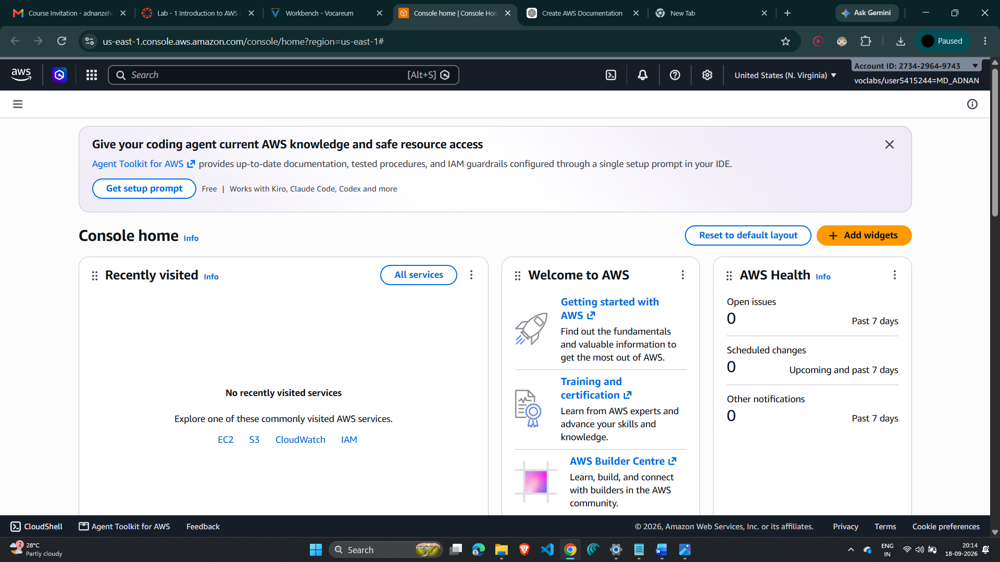 Course Invitation - adnanzeh
Lab - 1 Introduction to AWS
Workbench - Vocareum
Console home | Console Hom
Create AWS Documentation
New Tab
Ask Gemini
us-east-1.console.aws.amazon.com/console/home?region=us-east-1#
Paused
aws
Search
[Alt+S]
United States (N. Virginia)
Account ID: 2734-2964-9743
voclabs/user5415244=MD_ADNAN
Give your coding agent current AWS knowledge and safe resource access
Agent Toolkit for AWS provides up-to-date documentation, tested procedures, and IAM guardrails configured through a single setup prompt in your IDE.
Get setup prompt
Free | Works with Kiro, Claude Code, Codex and more
Console home Info
Reset to default layout
Add widgets
Recently visited Info
All services
No recently visited services
Explore one of these commonly visited AWS services.
EC2 S3 CloudWatch IAM
Welcome to AWS
Getting started with
AWS
Find out the fundamentals
and valuable information to
get the most out of AWS.
Training and
certification
Learn from AWS experts and
advance your skills and
knowledge.
AWS Builder Centre
Learn, build, and connect
with builders in the AWS
community.
AWS Health Info
Open issues
0
Past 7 days
Scheduled changes
0
Upcoming and past 7 days
Other notifications
0
Past 7 days
CloudShell
Agent Toolkit for AWS
Feedback
© 2026, Amazon Web Services, Inc. or its affiliates.
Privacy
Terms
Cookie preferences
2
28°C
Partly cloudy
Search
ENG
IN
20:14
18-09-2026